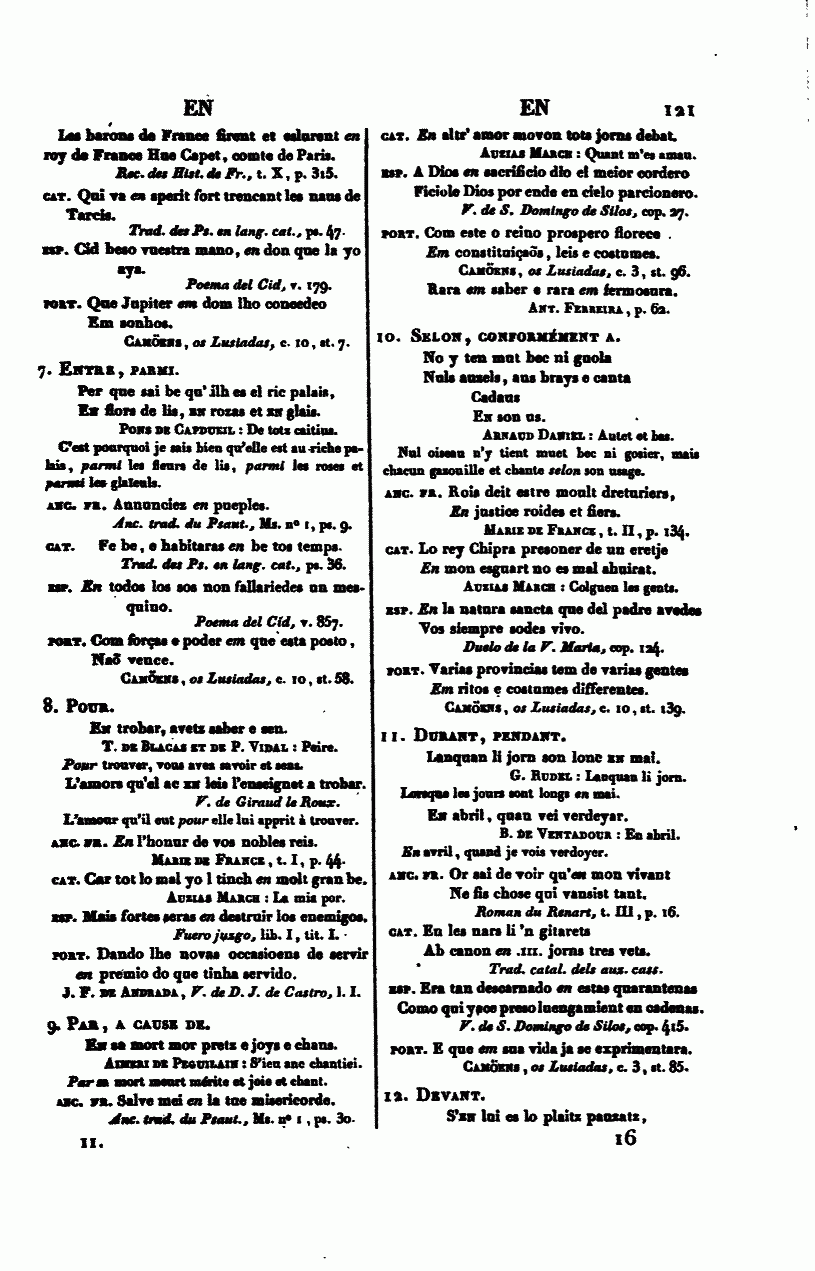 EN
EN 121
Les barons de France firent et eslurent en
roy de France Hue Capet, comte de Paris.
Rec. des Hist. de Fr., t. X, p. 315.
CAT. Qui va en sperit fort trencant les naus de
Tarcis.
Trad. des Ps. en lang. cat., ps. 47.
ESP. Cid beso vuestra mano, en don que la yo
aya.
Poema del Cid, v. 179.
PORT. Que Jupiter em dom lho concedeo
Em sonhos.
CAMÕENS, os Lusiadas, c. 10, st. 7.
7. ENTRE, PARMI.
Per que sai be qu'ilh es el ric palais,
EN flors de lis, EN rozas et EN glais.
PONS DE CAPDUEIL : De totz caitius.
C'est pourquoi je sais bien qu'elle est au riche pa-
lais, parmi les fleurs de lis, parmi les roses et
parmi les glaïeuls.
ANC. FR. Annunciez en pueples.
Anc. trad. du Psaut., Ms. n° 1, ps. 9.
CAT. Fe be, e habitaras en be tos temps.
Trad. des Ps. en lang. cat., ps. 36.
ESP. En todos los sos non fallariedes un mes-
quino.
Poema del Cid, v. 857.
PORT. Com forças e poder em que esta posto,
Naõ vence.
CAMÕENS, os Lusiadas, c. 10, st. 58.
8. POUR.
EN trobar, avetz saber e sen.
T. DE BLACAS ET DE P. VIDAL : Peire.
Pour trouver, vous avez savoir et sens.
L'amors qu'el ac EN leis l'enseignet a trobar.
V. de Giraud le Roux.
L'amour qu'il eut pour elle lui apprit à trouver.
ANC. FR. En l'honur de vos nobles reis.
MARIE DE FRANCE, t. I, p. 44.
CAT. Car tot lo mal yo l tinch en molt gran be.
AUZIAS MARCH : La mia por.
ESP. Mais fortes seras en destruir los enemigos.
Fuero juzgo, lib. I, tit. I.
PORT. Dando lhe novas occasioens de servir
en premio do que tinha servido.
J. F. DE ANDRADA, V. de D. J. de Castro, l. I.
9. PAR, A CAUSE DE.
EN sa mort mor pretz e joys e chans.
AIMERI DE PEGUILAIN : S'ieu anc chantiei.
Par sa mort meurt mérite et joie et chant.
ANC. FR. Salve mei en la tue misericorde.
Anc. trad. du Psaut., Ms. n° 1, ps. 30.
II.
CAT. En altr' amor movon tots jorns debat.
AUZIAS MARCH : Quant m'es aman.
ESP. A Dios en sacrificio dio el meior cordero
Ficiole Dios por ende en cielo parcionero.
V. de S. Domingo de Silos, cop. 27.
PORT. Com este o reino prospero florece .
Em constituiçaõs, leis e costumes.
CAMÕENS, os Lusiadas, c. 3, st. 96.
Rara em saber e rara em fermosura.
ANT. FERREIRA, p. 62.
10. SELON, CONFORMÉMENT A.
No y ten mut bec ni guola
Nuls auzels, ans brays e canta
Cadaus
EN son us.
ARNAUD DANIEL : Autet et bas.
Nul oiseau n'y tient muet bec ni gosier, mais
chacun gazouille et chante selon son usage.
ANC. FR. Rois deit estre moult dreturiers,
En justice roides et fiers.
MARIE DE FRANCE, t. II, p. 134.
CAT. Lo rey Chipra presoner de un eretje
En mon esguart no es mal ahuirat.
AUZIAS MARCH : Colguen les gents.
ESP. En la natura sancta que del padre avedes
Vos siempre sodes vivo.
Duelo de la V. Maria, cop. 124.
PORT. Varias provincias tem de varias gentes
Em ritos e costumes differentes.
CAMÕENS, os Lusiadas, c. 10, st. 139.
11. DURANT, PENDANT.
Lanquan li jorn son lonc EN mai.
G. RUDEL : Lanquan li jorn.
Lorsque les jours sont longs en mai.
EN abril, quan vei verdeyar.
B. DE VENTADOUR : En abril.
En avril, quand je vois verdoyer.
ANC. FR. Or sai de voir qu'en mon vivant
Ne fis chose qui vausist tant.
Roman du Renart, t. III, p. 16.
CAT. En les nars li 'n gitarets
Ab canon en .III. jorns tres vets.
Trad. catal. dels aux. cass.
ESP. Era tan descarnado en estas quarantenas
Como qui yace preso luengamient en cadenas.
V. de S. Domingo de Silos, cop. 415.
PORT. E que em sua vida ja se exprimentara.
CAMÕENS, os Lusiadas, c. 3, st. 85.
12. DEVANT.
S'EN lui es lo plaitz pauzatz,
16